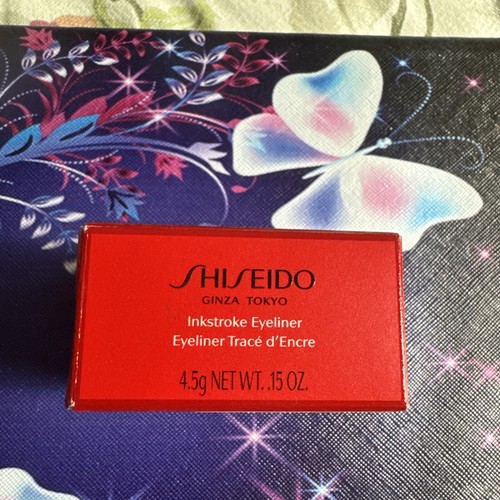 SHISEIDO
GINZA TOKYO
Inkstroke Eyeliner
Eyeliner Tracé d'Encre
4.5g NET WT. .15 OZ.